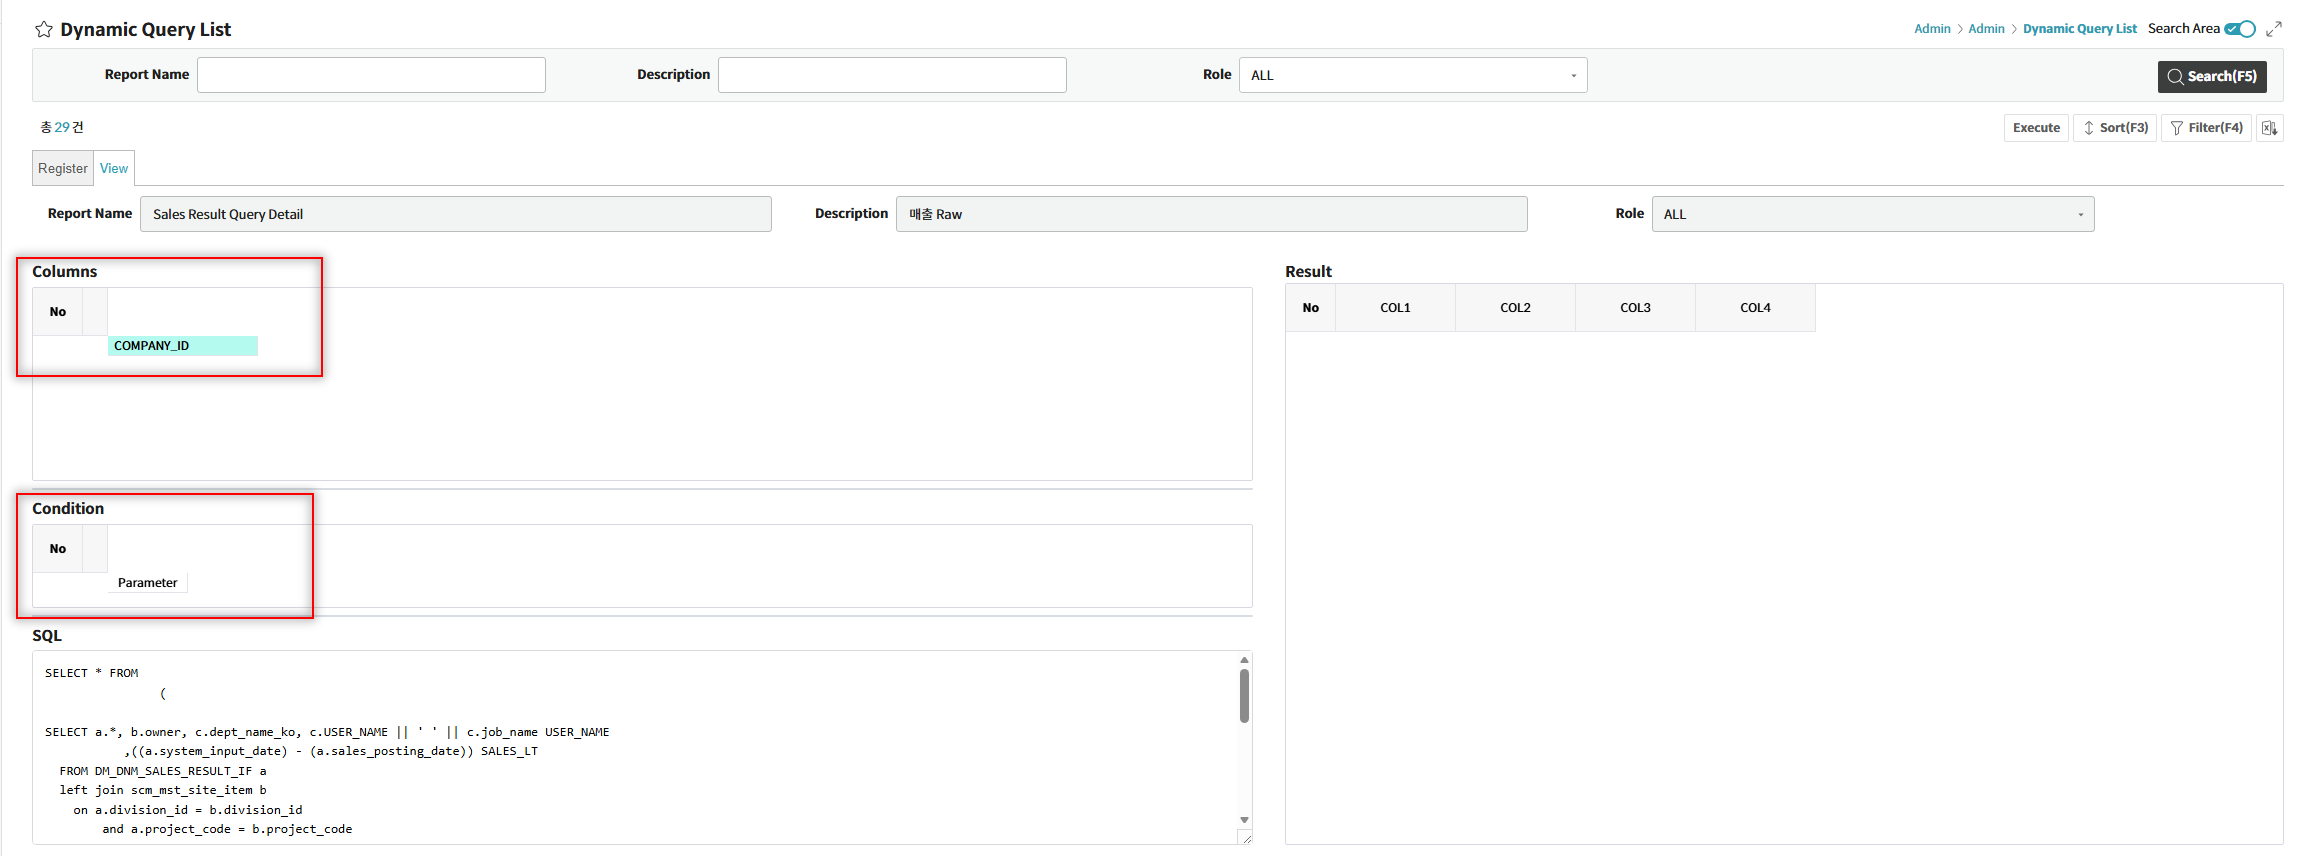 Dynamic Query List
Admin > Admin > Dynamic Query List Search Area
Report Name Description Role ALL Search(F5)
총 29 건
Execute Sort(F3) Filter(F4)
Register View
Report Name Sales Result Query Detail Description 매출 Raw Role ALL
Columns
No
COMPANY_ID
Condition
No
Parameter
SQL
SELECT * FROM
(
SELECT a.*, b.owner, c.dept_name_ko, c.USER_NAME || ' ' || c.job_name USER_NAME
,((a.system_input_date) - (a.sales_posting_date)) SALES_LT
FROM DM_DNM_SALES_RESULT_IF a
left join scm_mst_site_item b
on a.division_id = b.division_id
and a.project_code = b.project_code
Result
No COL1 COL2 COL3 COL4